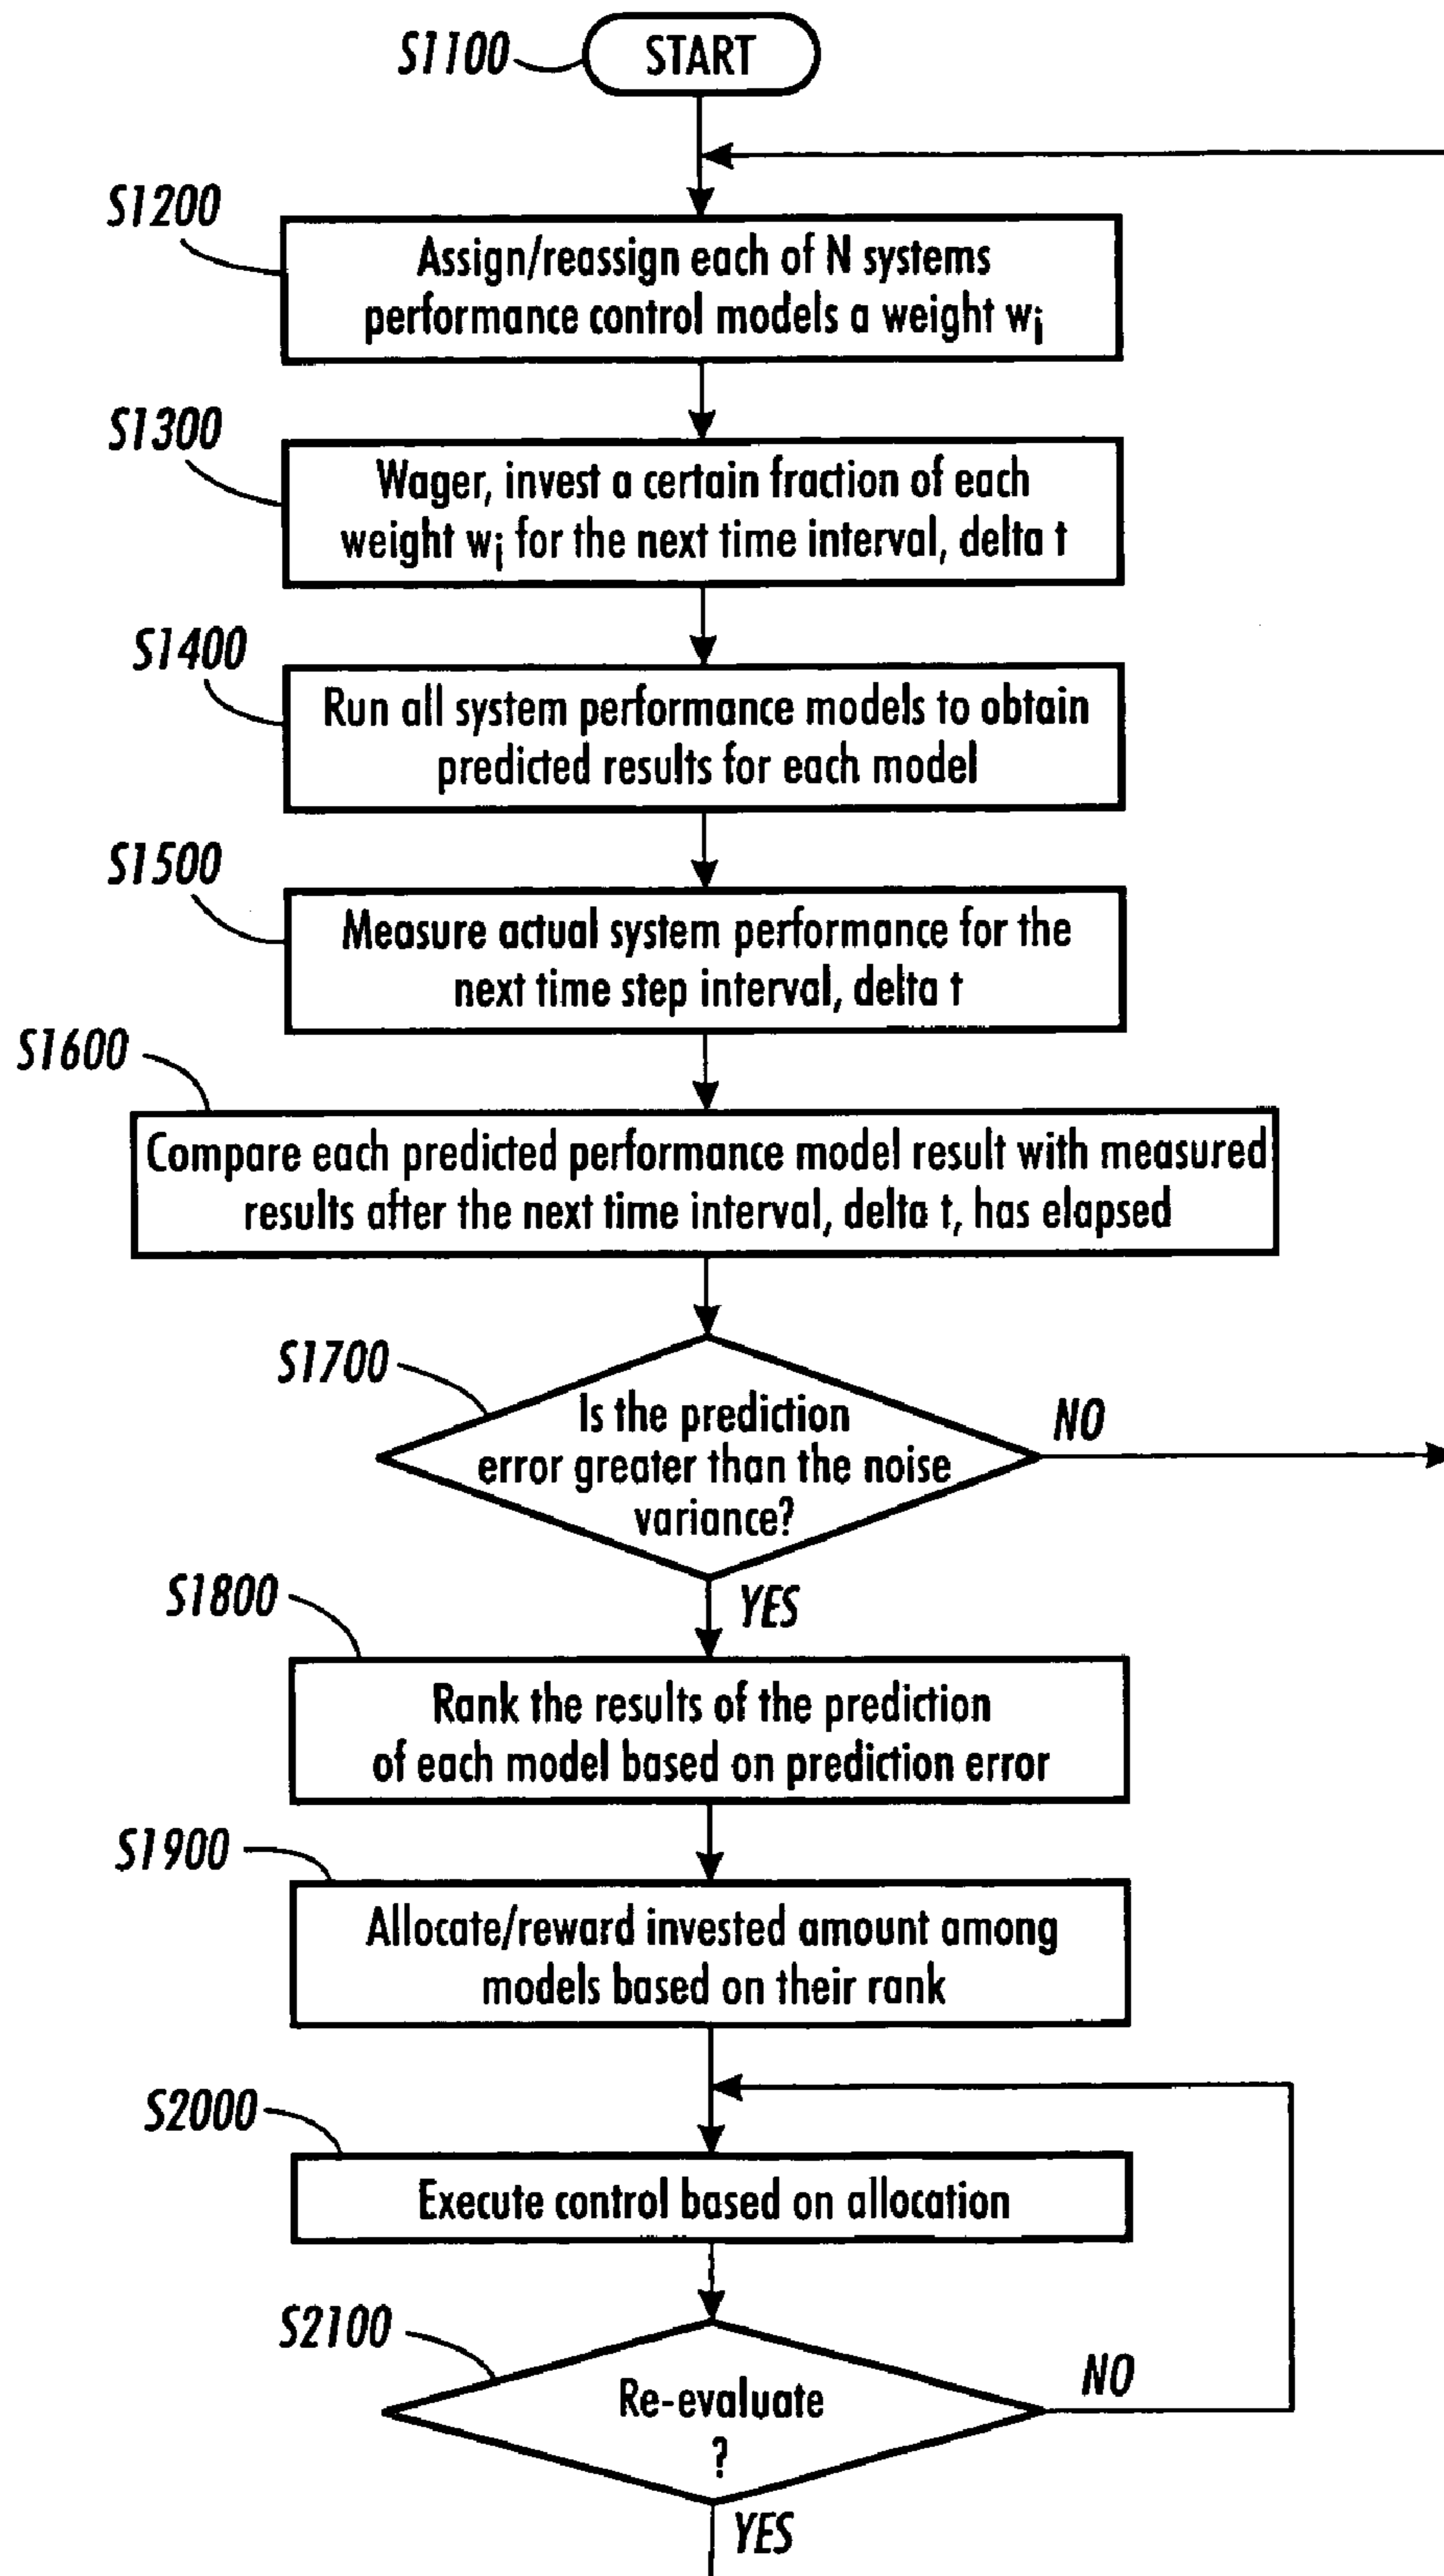 S1100
START
S1200
Assign/reassign each of N systems
performance control models a weight wi
S1300
Wager, invest a certain fraction of each
weight wi for the next time interval, delta t
S1400
Run all system performance models to obtain
predicted results for each model
S1500
Measure actual system performance for the
next time step interval, delta t
S1600
Compare each predicted performance model result with measured
results after the next time interval, delta t, has elapsed
S1700
Is the prediction
error greater than the noise
variance?
NO
YES
S1800
Rank the results of the prediction
of each model based on prediction error
S1900
Allocate/reward invested amount among
models based on their rank
S2000
Execute control based on allocation
S2100
Re-evaluate
?
NO
YES